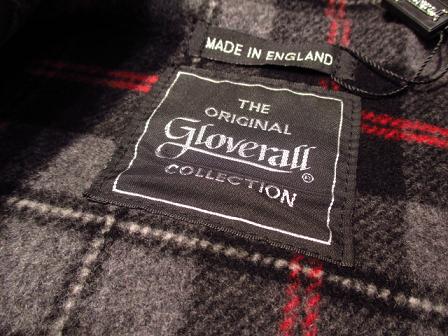 MADE IN ENGLAND
THE
ORIGINAL
Gloverall®
COLLECTION